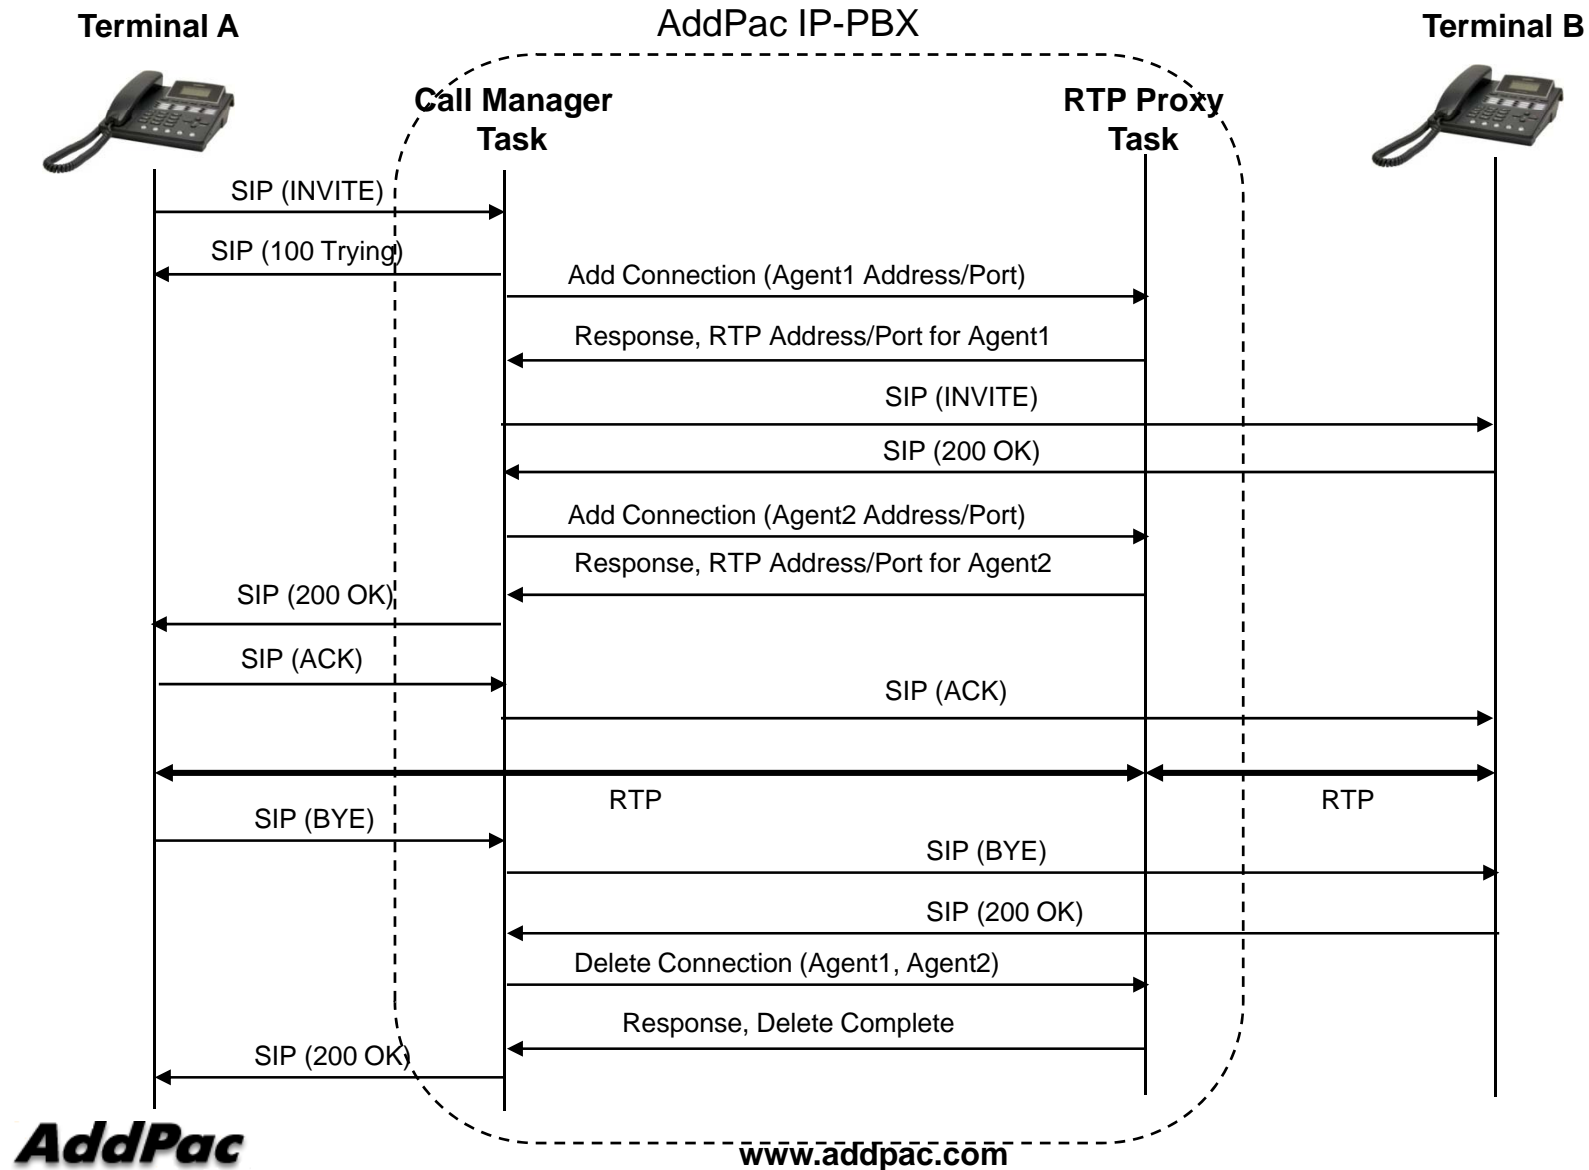 AddPac IP-PBX
Terminal A
Terminal B
Call Manager
Task
RTP Proxy
Task
SIP (INVITE)
SIP (100 Trying)
Add Connection (Agent1 Address/Port)
Response, RTP Address/Port for Agent1
SIP (INVITE)
SIP (200 OK)
Add Connection (Agent2 Address/Port)
Response, RTP Address/Port for Agent2
SIP (200 OK)
SIP (ACK)
SIP (ACK)
RTP
RTP
SIP (BYE)
SIP (BYE)
SIP (200 OK)
Delete Connection (Agent1, Agent2)
Response, Delete Complete
SIP (200 OK)
AddPac
www.addpac.com